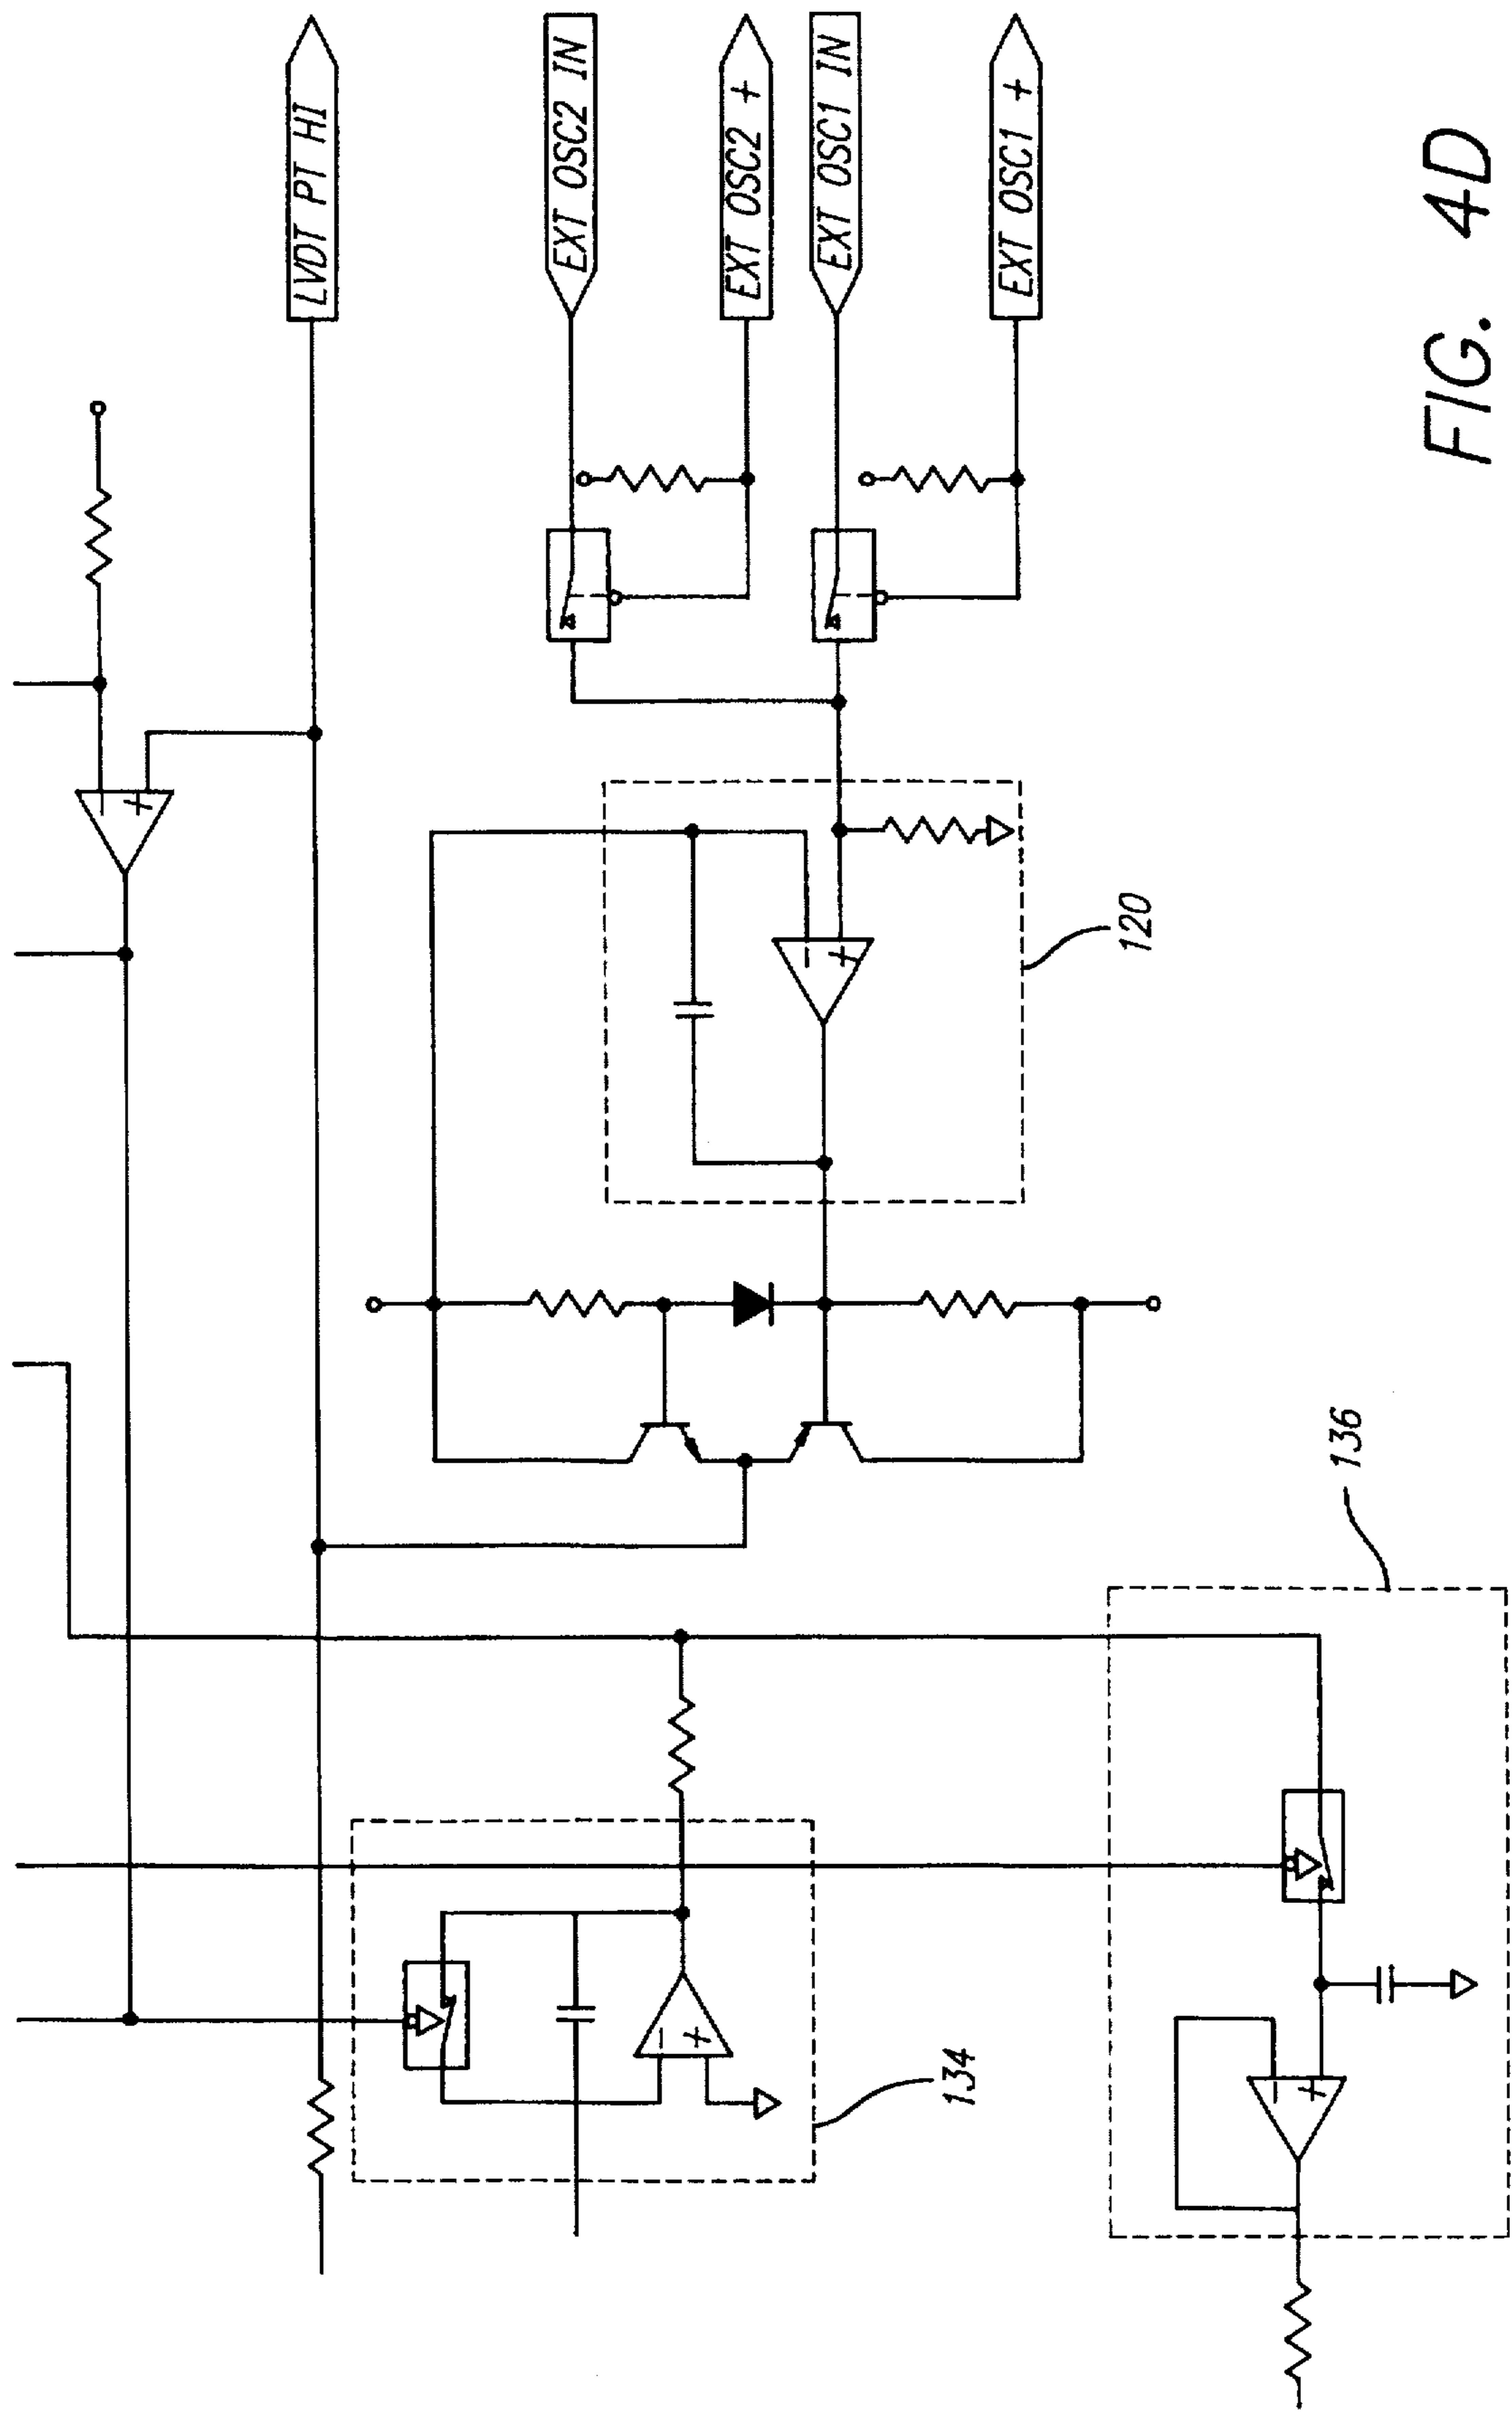 LVDT PT HI
EXT OSC2 IN
EXT OSC2 +
EXT OSC1 IN
EXT OSC1 +
120
134
136
FIG. 4D